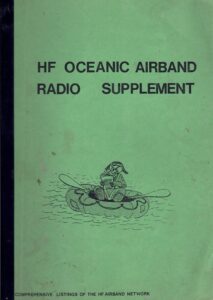 HF OCEANIC AIRBAND
RADIO SUPPLEMENT
COMPREHENSIVE LISTINGS OF THE HF AIRBAND NETWORK